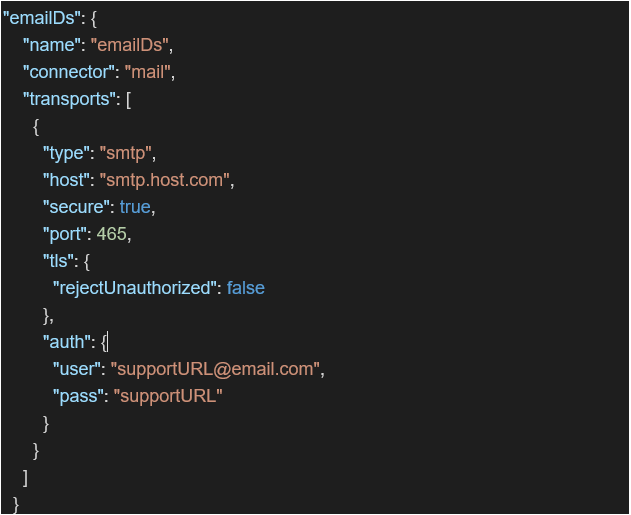 "emailDs": {
"name": "emailDs",
"connector": "mail",
"transports": [
{
"type": "smtp",
"host": "smtp.host.com",
"secure": true,
"port": 465,
"tls": {
"rejectUnauthorized": false
},
"auth": {
"user": "supportURL@email.com",
"pass": "supportURL"
}
}
]
}